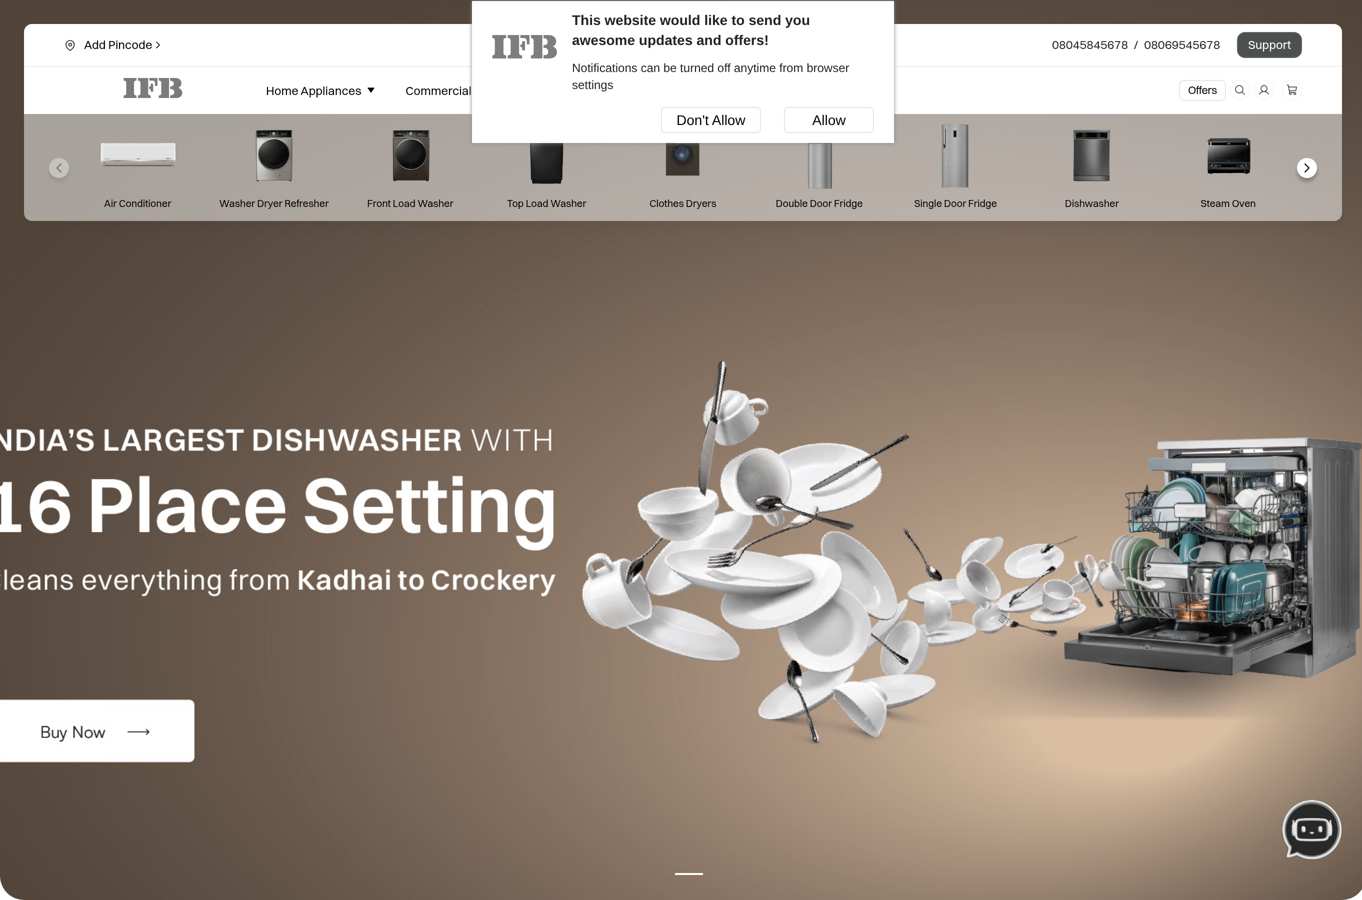 This website would like to send you
awesome updates and offers!
IFB
Notifications can be turned off anytime from browser
settings
Don't Allow
Allow
Add Pincode
08045845678 / 08069545678
Support
IFB
Home Appliances
Commercial
Offers
Air Conditioner
Washer Dryer Refresher
Front Load Washer
Top Load Washer
Clothes Dryers
Double Door Fridge
Single Door Fridge
Dishwasher
Steam Oven
NDIA'S LARGEST DISHWASHER WITH
16 Place Setting
leans everything from Kadhai to Crockery
Buy Now